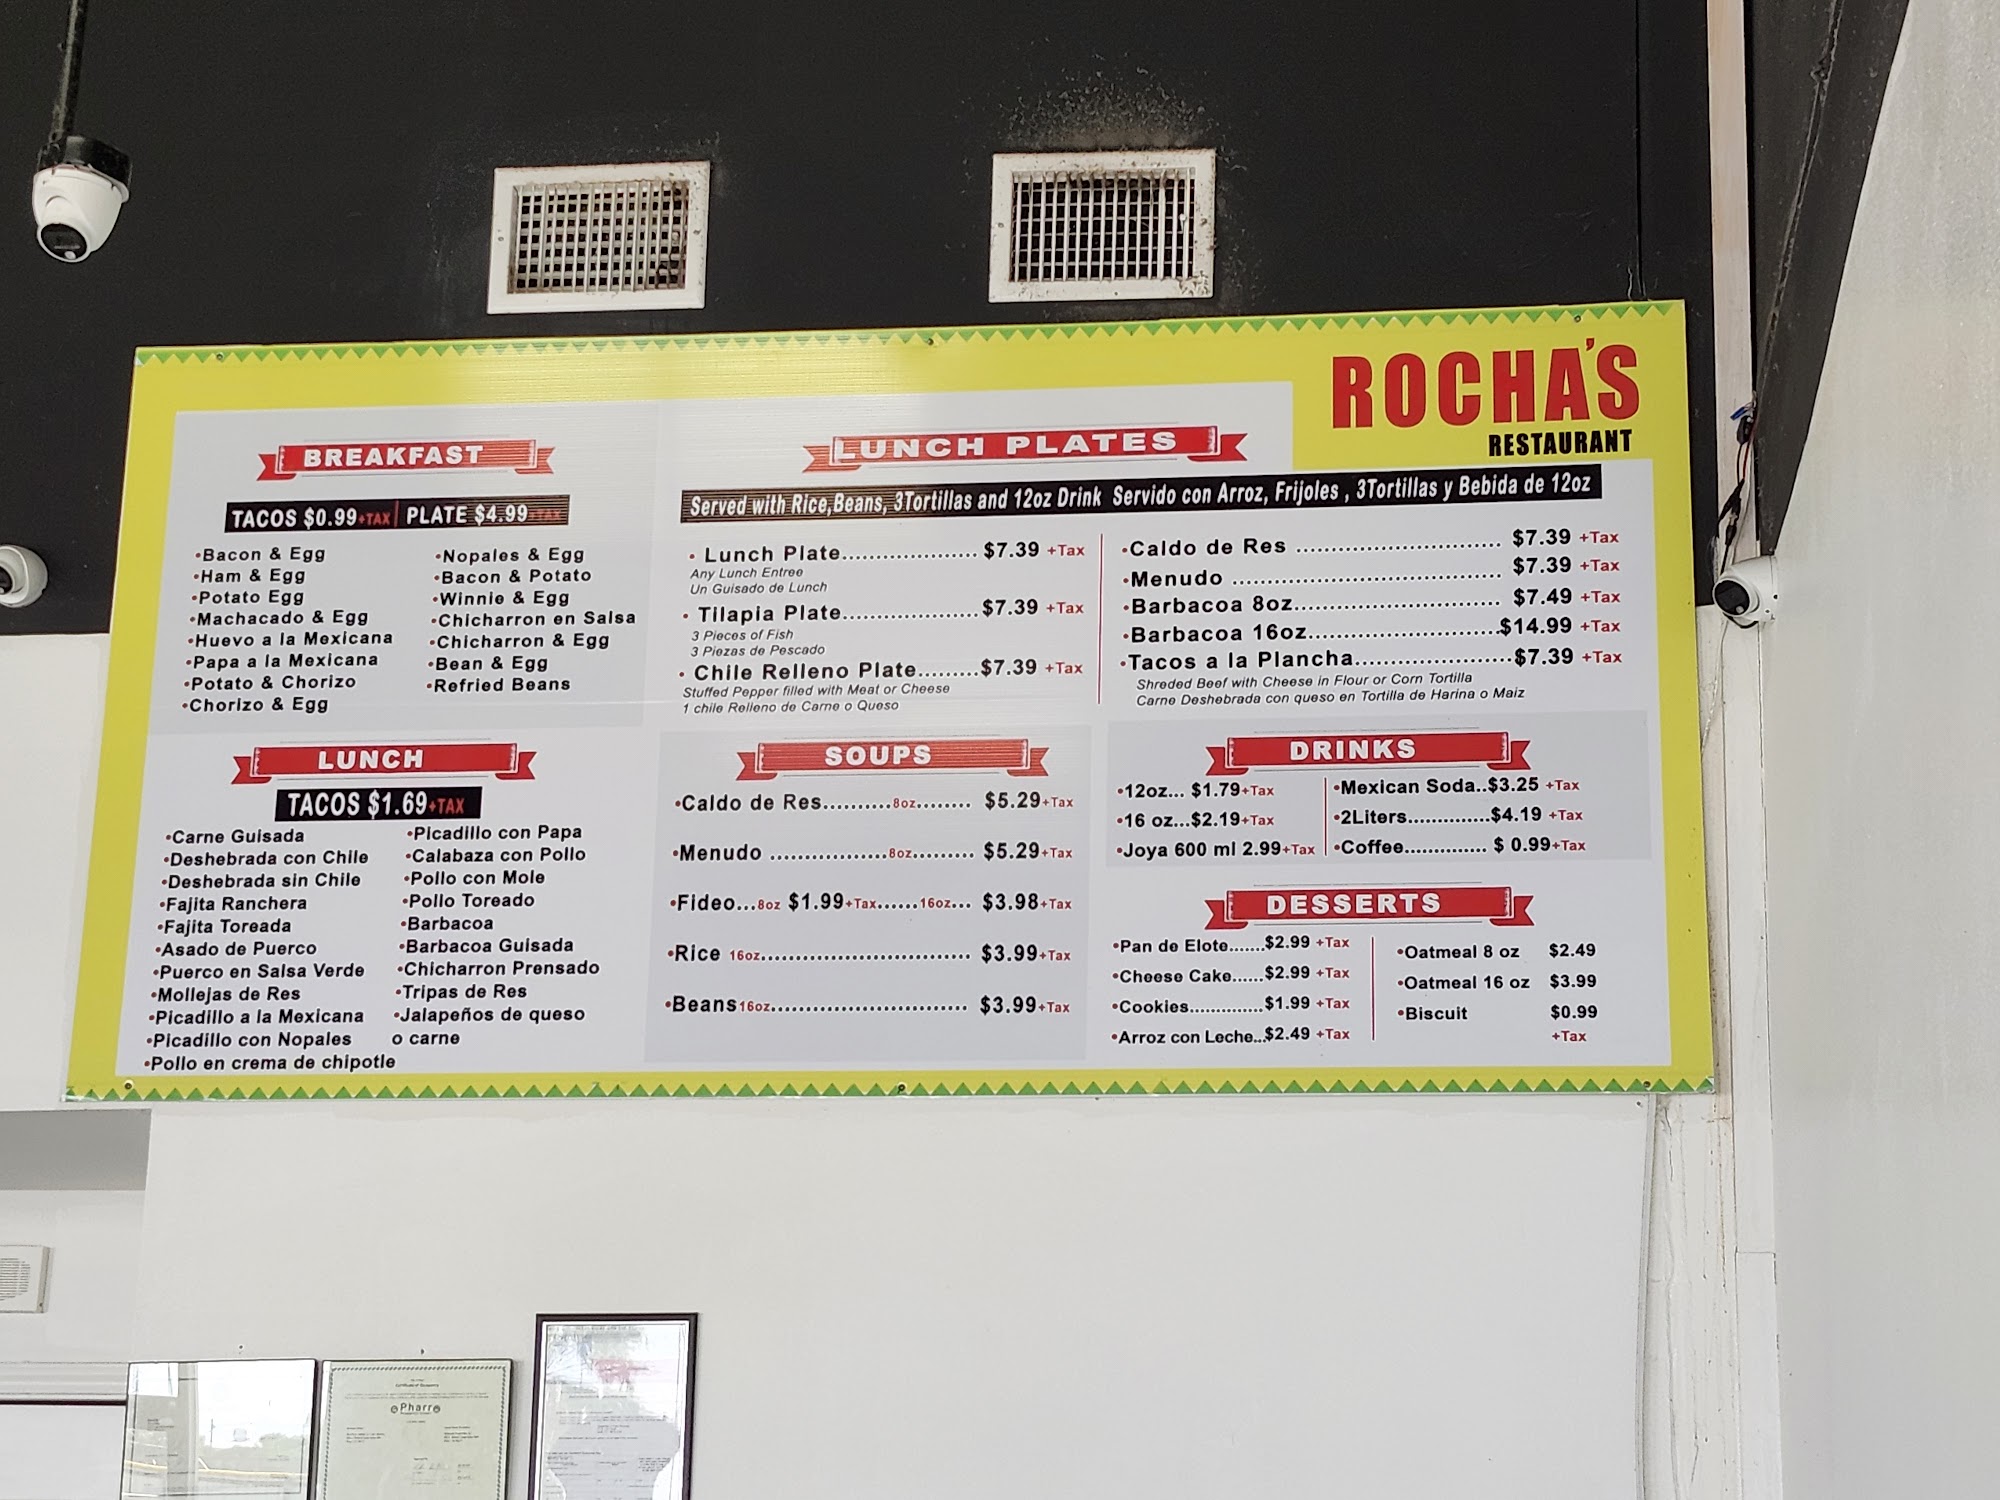 ROCHA'S
RESTAURANT
BREAKFAST
TACOS $0.99+TAX | PLATE $4.99+TAX
•Bacon & Egg
•Ham & Egg
•Potato Egg
•Machacado & Egg
•Huevo a la Mexicana
•Papa a la Mexicana
•Potato & Chorizo
•Chorizo & Egg
•Nopales & Egg
•Bacon & Potato
•Winnie & Egg
•Chicharron en Salsa
•Chicharron & Egg
•Bean & Egg
•Refried Beans
LUNCH
TACOS $1.69+TAX
•Carne Guisada
•Deshebrada con Chile
•Deshebrada sin Chile
•Fajita Ranchera
•Fajita Toreada
•Asado de Puerco
•Puerco en Salsa Verde
•Mollejas de Res
•Picadillo a la Mexicana
•Picadillo con Nopales
•Pollo en crema de chipotle
•Picadillo con Papa
•Calabaza con Pollo
•Pollo con Mole
•Pollo Toreado
•Barbacoa
•Barbacoa Guisada
•Chicharron Prensado
•Tripas de Res
•Jalapeños de queso
o carne
LUNCH PLATES
Served with Rice,Beans, 3Tortillas and 12oz Drink Servido con Arroz, Frijoles , 3Tortillas y Bebida de 12oz
• Lunch Plate..................... $7.39 +Tax
Any Lunch Entree
Un Guisado de Lunch
• Tilapia Plate.....................$7.39 +Tax
3 Pieces of Fish
3 Piezas de Pescado
• Chile Relleno Plate.........$7.39 +Tax
Stuffed Pepper filled with Meat or Cheese
1 chile Relleno de Carne o Queso
•Caldo de Res ............................... $7.39 +Tax
•Menudo ......................................... $7.39 +Tax
•Barbacoa 8oz............................... $7.49 +Tax
•Barbacoa 16oz.............................$14.99 +Tax
•Tacos a la Plancha.......................$7.39 +Tax
Shreded Beef with Cheese in Flour or Corn Tortilla
Carne Deshebrada con queso en Tortilla de Harina o Maiz
SOUPS
•Caldo de Res..........8oz........ $5.29+Tax
•Menudo .................8oz......... $5.29+Tax
•Fideo...8oz $1.99+Tax......16oz... $3.98+Tax
•Rice 16oz............................... $3.99+Tax
•Beans16oz............................. $3.99+Tax
DRINKS
•12oz... $1.79+Tax
•16 oz...$2.19+Tax
•Joya 600 ml 2.99+Tax
•Mexican Soda..$3.25 +Tax
•2Liters..............$4.19 +Tax
•Coffee.............. $ 0.99+Tax
DESSERTS
•Pan de Elote.......$2.99 +Tax
•Cheese Cake......$2.99 +Tax
•Cookies..............$1.99 +Tax
•Arroz con Leche...$2.49 +Tax
•Oatmeal 8 oz $2.49
•Oatmeal 16 oz $3.99
•Biscuit $0.99
+Tax
Pharr